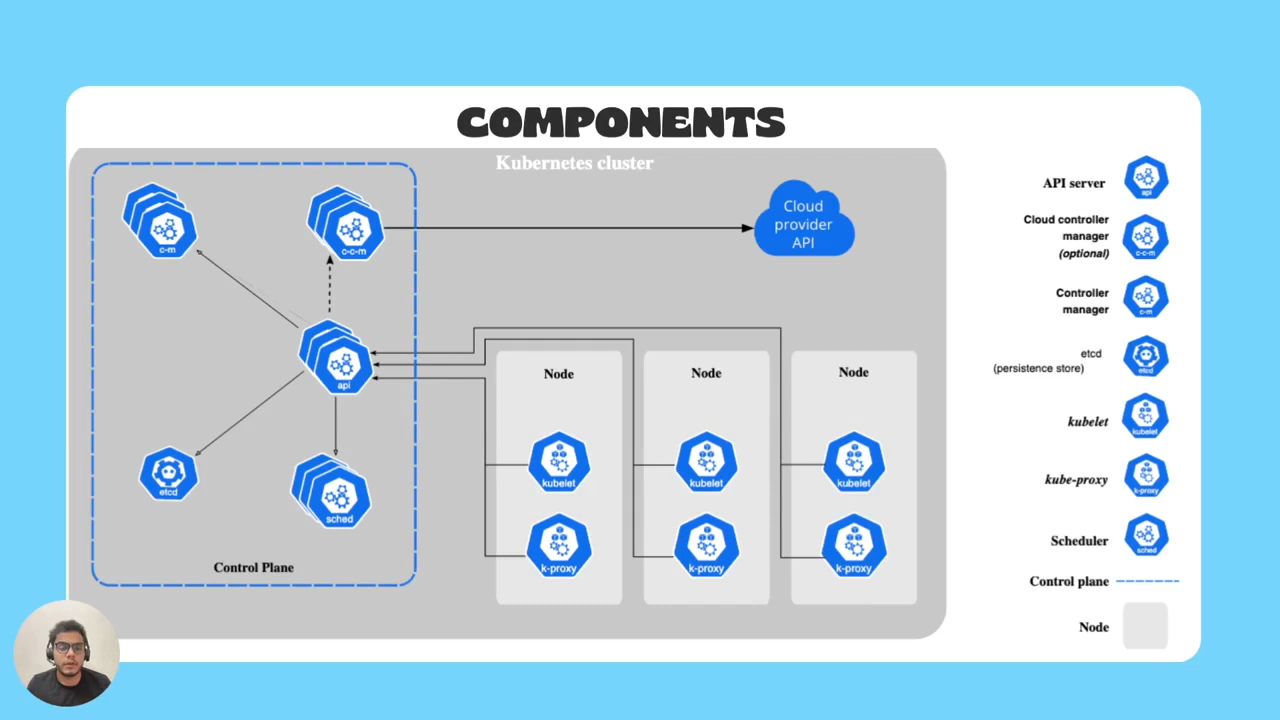 COMPONENTS
Kubernetes cluster
c-m
c-c-m
Cloud
provider
API
api
etcd
sched
Control Plane
Node
kubelet
k-proxy
Node
kubelet
k-proxy
Node
kubelet
k-proxy
API server
api
Cloud controller
manager
(optional)
c-c-m
Controller
manager
c-m
etcd
(persistence store)
etcd
kubelet
kubelet
kube-proxy
k-proxy
Scheduler
sched
Control plane
Node